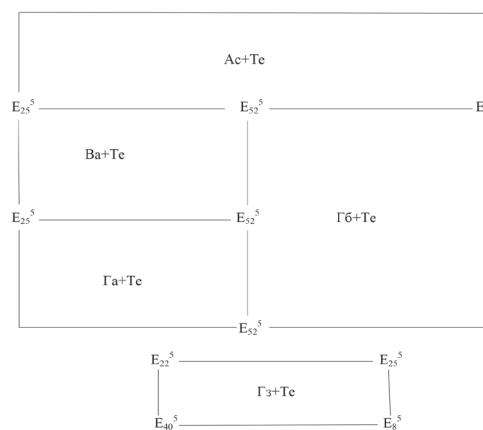 Ас+Те
E₂₅⁵ E₅₂⁵ E
Ва+Те
E₂₅⁵ E₅₂⁵ Гб+Те
Га+Те
E₅₂⁵
E₂₂⁵ E₂₅⁵
Гз+Те
E₄₀⁵ E₈⁵